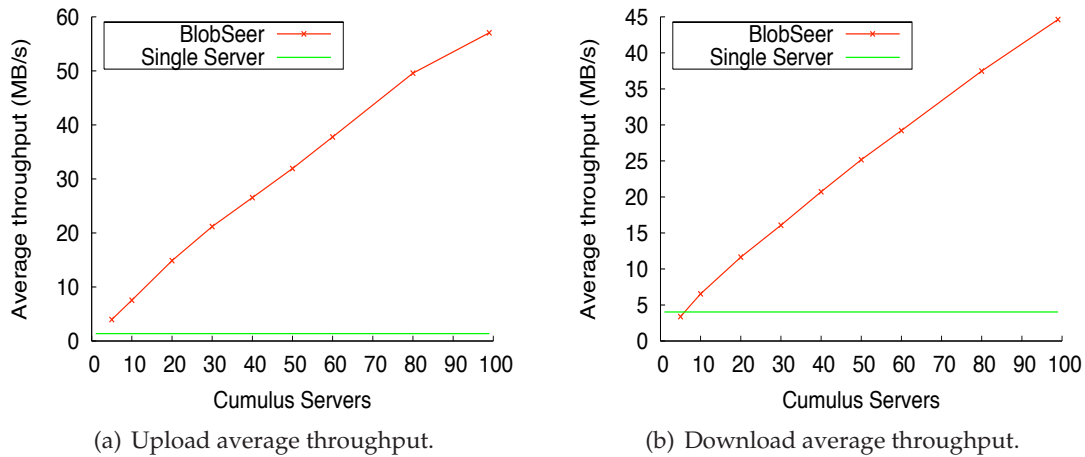 Average throughput (MB/s)
60
50
40
30
20
10
0
BlobSeer
Single Server
0 10 20 30 40 50 60 70 80 90 100
Cumulus Servers
(a) Upload average throughput.
Average throughput (MB/s)
45
40
35
30
25
20
15
10
5
0
BlobSeer
Single Server
0 10 20 30 40 50 60 70 80 90 100
Cumulus Servers
(b) Download average throughput.